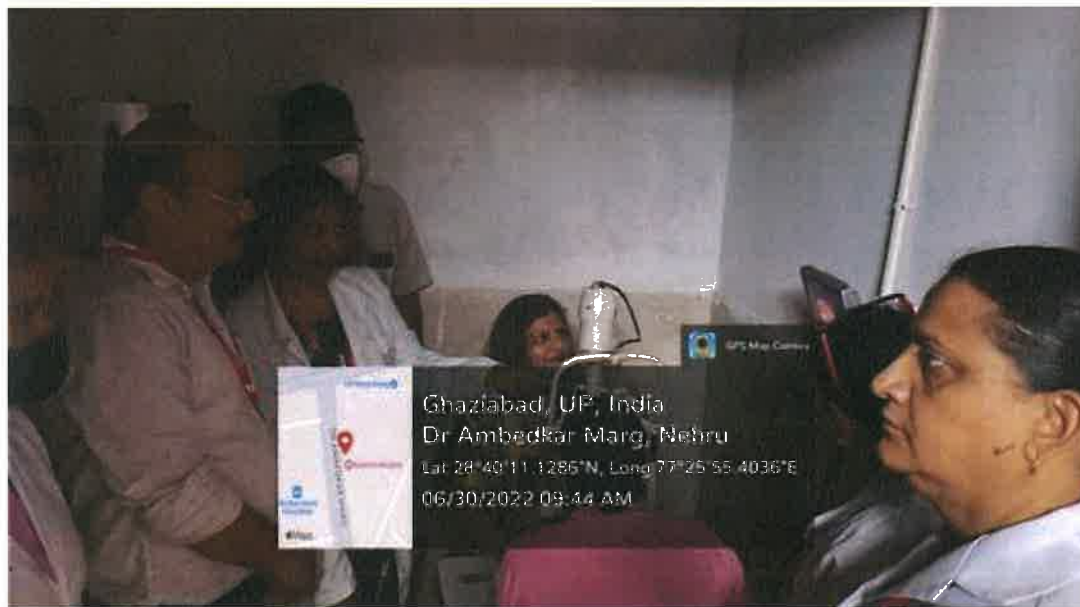 GPS Map Camera
Ghaziabad, UP, India
Dr Ambedkar Marg, Nehru
Lat 28°40'11.1286"N, Long 77°25'55.4036"E
06/30/2022 09:44 AM